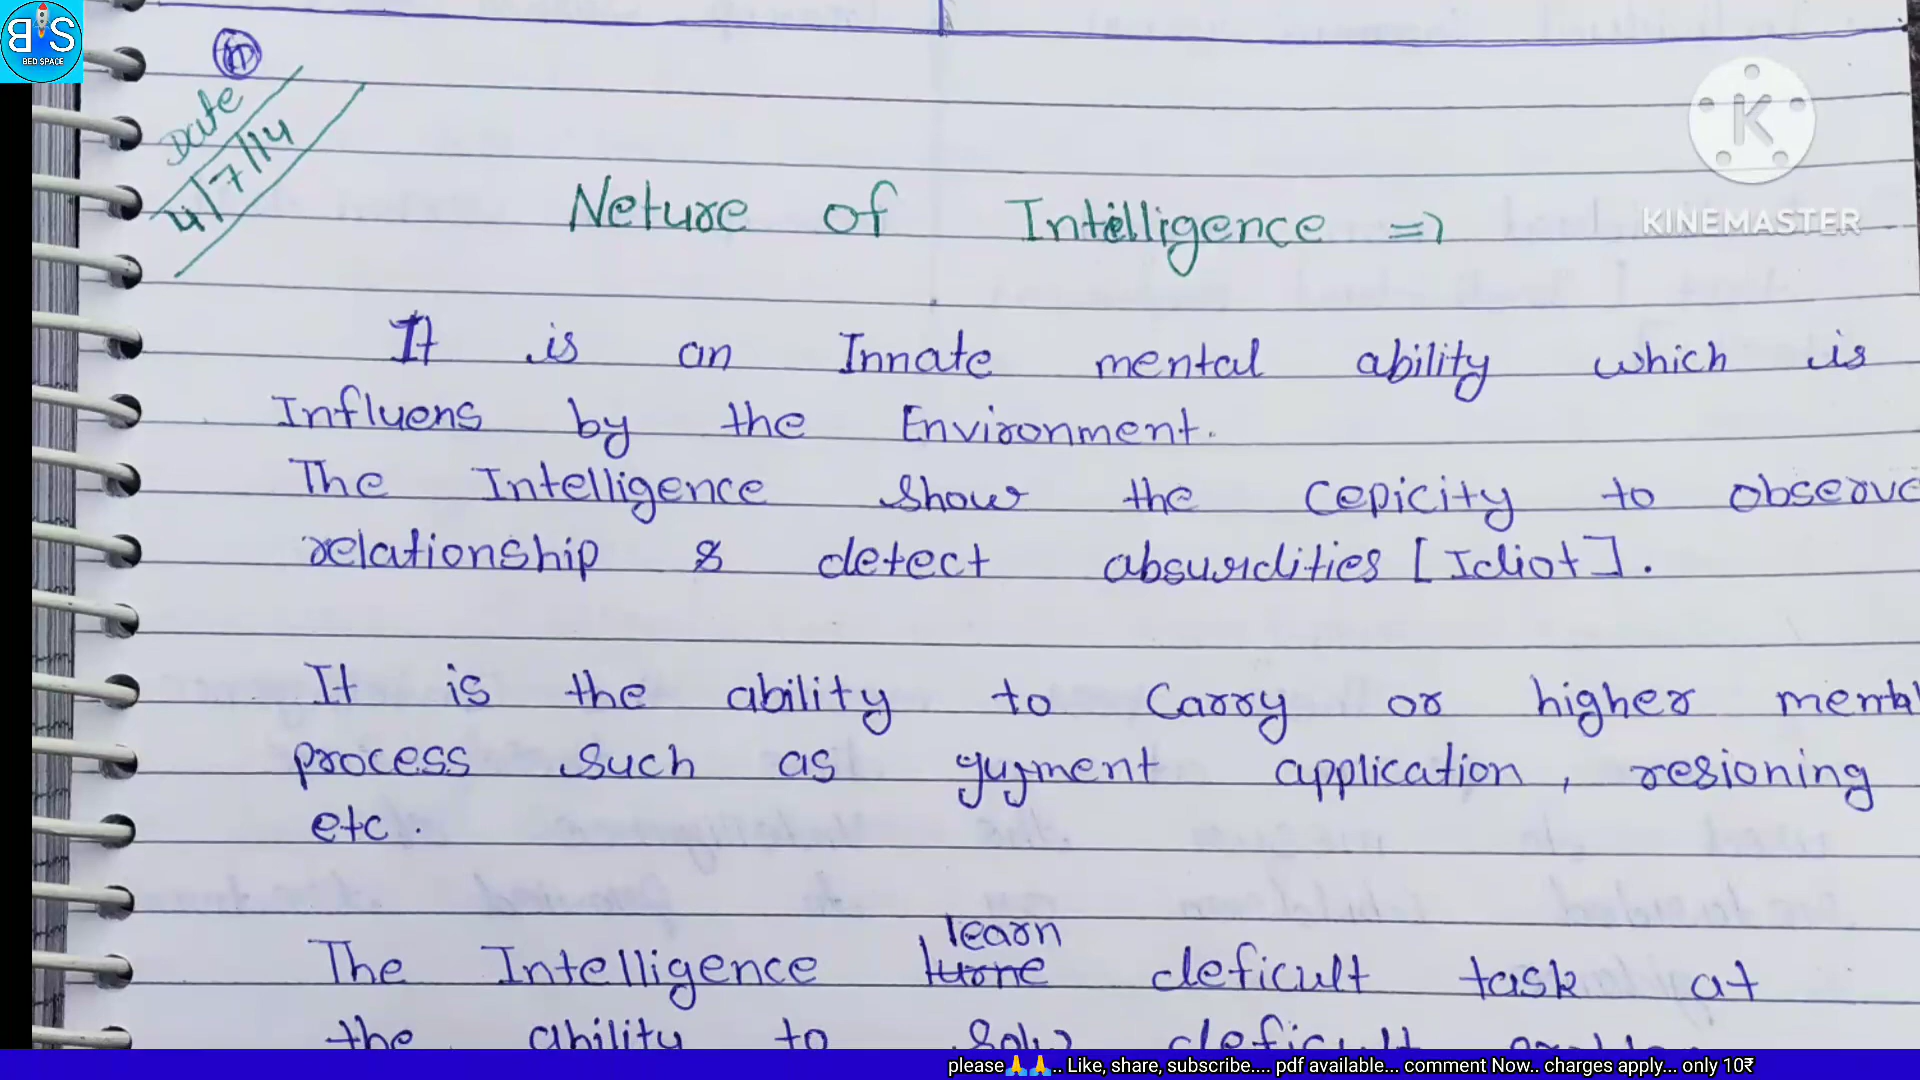 BS
BED SPACE
Date
4/7/14
Neture of Intelligence =>
K
KINEMASTER
It is an Innate mental ability which is
Influens by the Environment.
The Intelligence show the Cepicity to observe
relationship & detect absurdities [Idiot].
It is the ability to Carry or higher mental
process such as gugment application, resioning
etc.
learn
The Intelligence lurne deficult task at
the ability to solv deficult
please🙏🙏.. Like, share, subscribe.... pdf available... comment Now.. charges apply... only 10₹